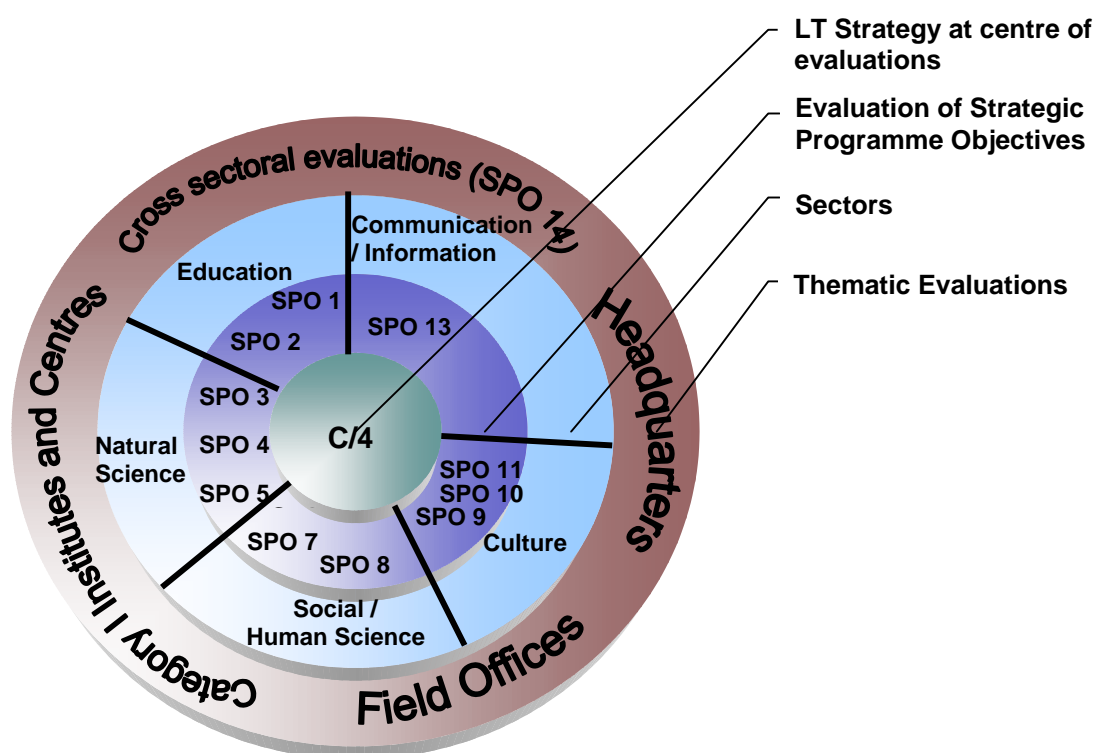 LT Strategy at centre of
evaluations
Evaluation of Strategic
Programme Objectives
Sectors
Thematic Evaluations
Cross sectoral evaluations (SPO 14)
Headquarters
Field Offices
Category I Institutes and Centres
Communication
/ Information
Education
SPO 1
SPO 13
SPO 2
SPO 3
C/4
Natural
Science
SPO 4
SPO 11
SPO 10
SPO 5
SPO 9
SPO 7
Culture
SPO 8
Social /
Human Science